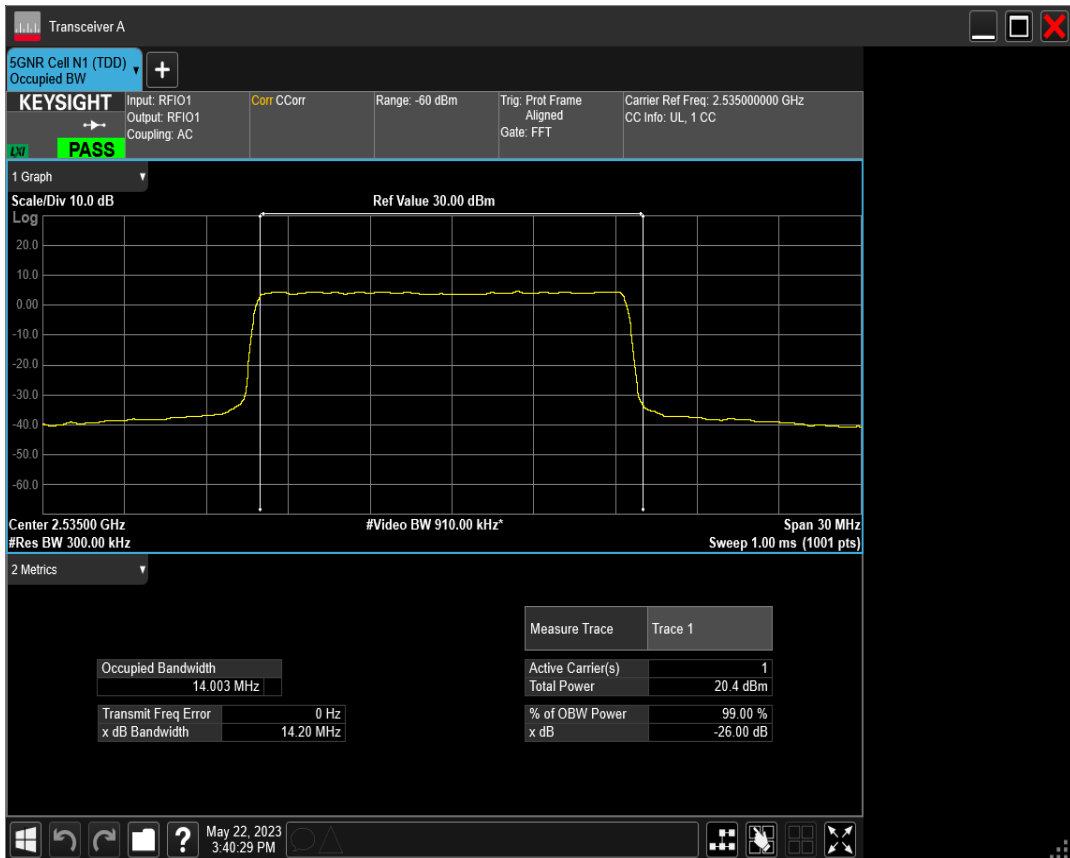 Transceiver A
5GNR Cell N1 (TDD)
Occupied BW
KEYSIGHT
LXI
PASS
Input: RFIO1
Output: RFIO1
Coupling: AC
Corr CCorr
Range: -60 dBm
Trig: Prot Frame
Aligned
Gate: FFT
Carrier Ref Freq: 2.535000000 GHz
CC Info: UL, 1 CC
1 Graph
Scale/Div 10.0 dB
Ref Value 30.00 dBm
Log
20.0
10.0
0.00
-10.0
-20.0
-30.0
-40.0
-50.0
-60.0
Center 2.53500 GHz
#Video BW 910.00 kHz*
Span 30 MHz
#Res BW 300.00 kHz
Sweep 1.00 ms (1001 pts)
2 Metrics
Measure Trace Trace 1
Occupied Bandwidth
14.003 MHz
Active Carrier(s) 1
Total Power 20.4 dBm
Transmit Freq Error 0 Hz
x dB Bandwidth 14.20 MHz
% of OBW Power 99.00 %
x dB -26.00 dB
May 22, 2023
3:40:29 PM